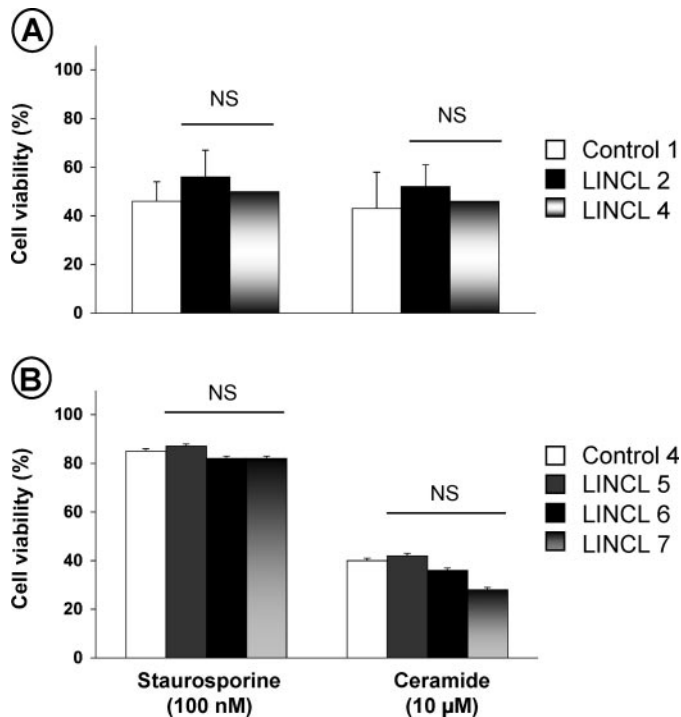 A
Cell viability (%)
100
80
60
40
20
0
NS
NS
Control 1
LINCL 2
LINCL 4
B
Cell viability (%)
100
80
60
40
20
0
NS
NS
Control 4
LINCL 5
LINCL 6
LINCL 7
Staurosporine
(100 nM)
Ceramide
(10 µM)